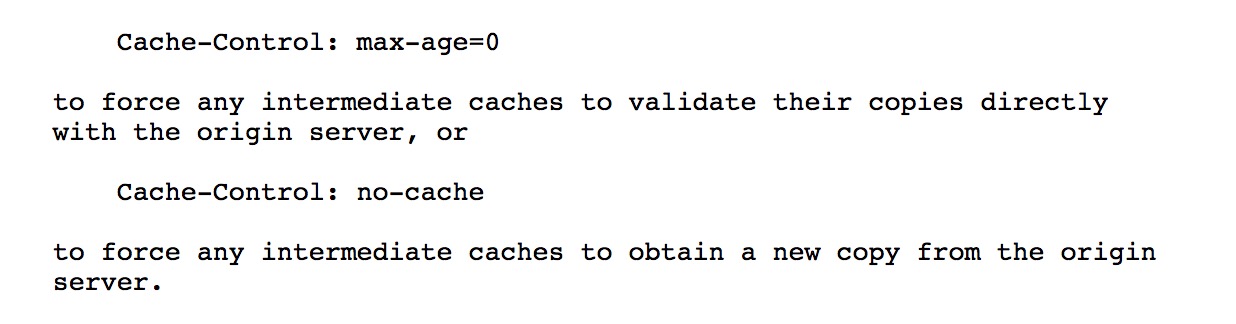 Cache-Control: max-age=0
to force any intermediate caches to validate their copies directly
with the origin server, or
Cache-Control: no-cache
to force any intermediate caches to obtain a new copy from the origin
server.